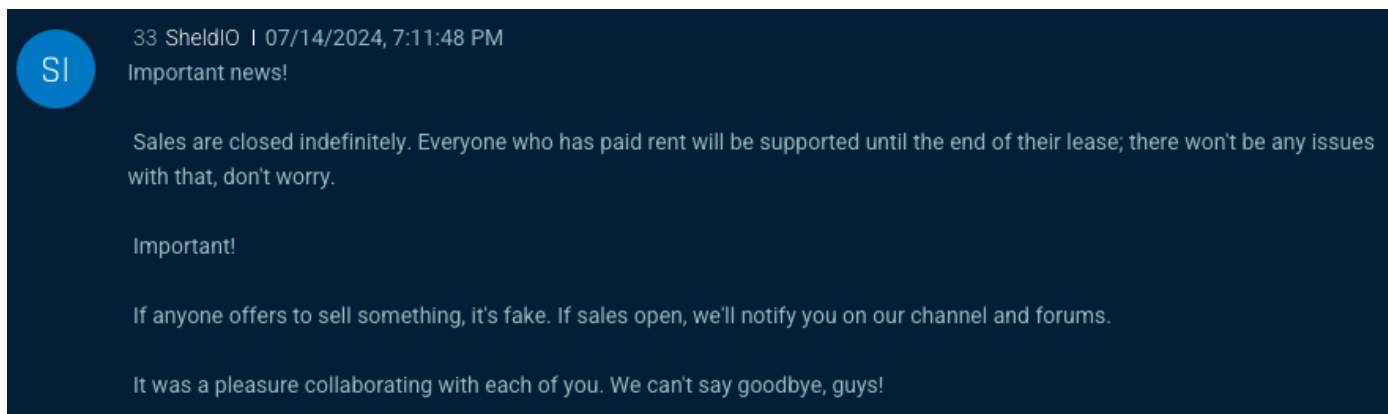 SI
33 SheldIO | 07/14/2024, 7:11:48 PM
Important news!
Sales are closed indefinitely. Everyone who has paid rent will be supported until the end of their lease; there won't be any issues
with that, don't worry.
Important!
If anyone offers to sell something, it's fake. If sales open, we'll notify you on our channel and forums.
It was a pleasure collaborating with each of you. We can't say goodbye, guys!